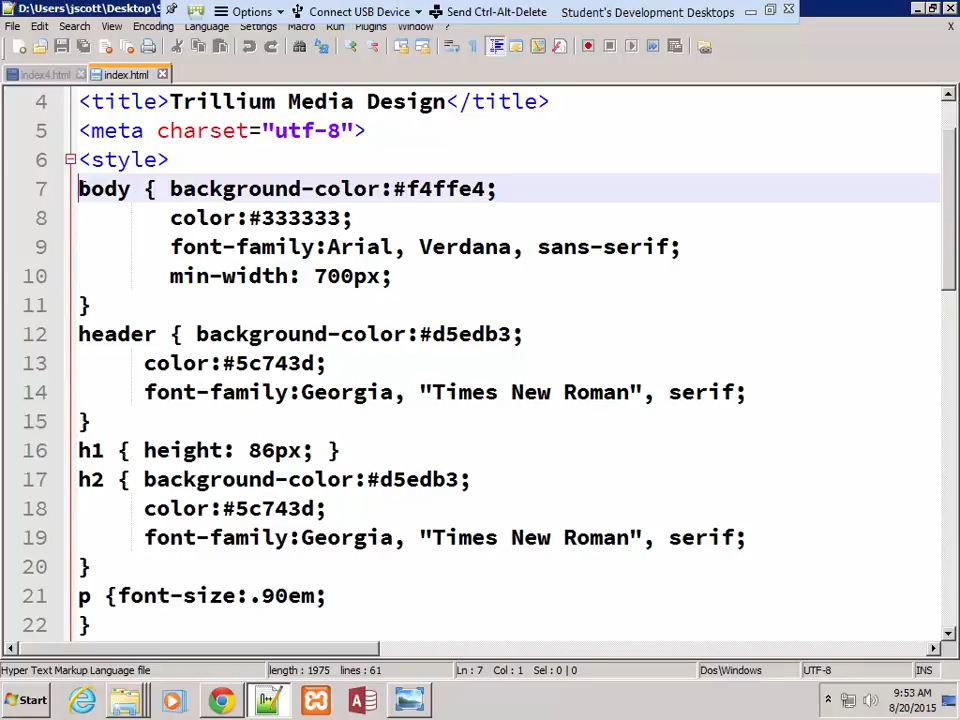 D:\Users\jscott\Desktop\S
Options
Connect USB Device
Send Ctrl-Alt-Delete
Student's Development Desktops
File Edit Search View Encoding Language Settings Macro Run Plugins Window X
index4.html index.html
4 <title>Trillium Media Design</title>
5 <meta charset="utf-8">
6 <style>
7 body { background-color:#f4ffe4;
8 color:#333333;
9 font-family:Arial, Verdana, sans-serif;
10 min-width: 700px;
11 }
12 header { background-color:#d5edb3;
13 color:#5c743d;
14 font-family:Georgia, "Times New Roman", serif;
15 }
16 h1 { height: 86px; }
17 h2 { background-color:#d5edb3;
18 color:#5c743d;
19 font-family:Georgia, "Times New Roman", serif;
20 }
21 p {font-size:.90em;
22 }
Hyper Text Markup Language file length : 1975 lines : 61 Ln : 7 Col : 1 Sel : 0 | 0 Dos\Windows UTF-8 INS
Start
9:53 AM
8/20/2015